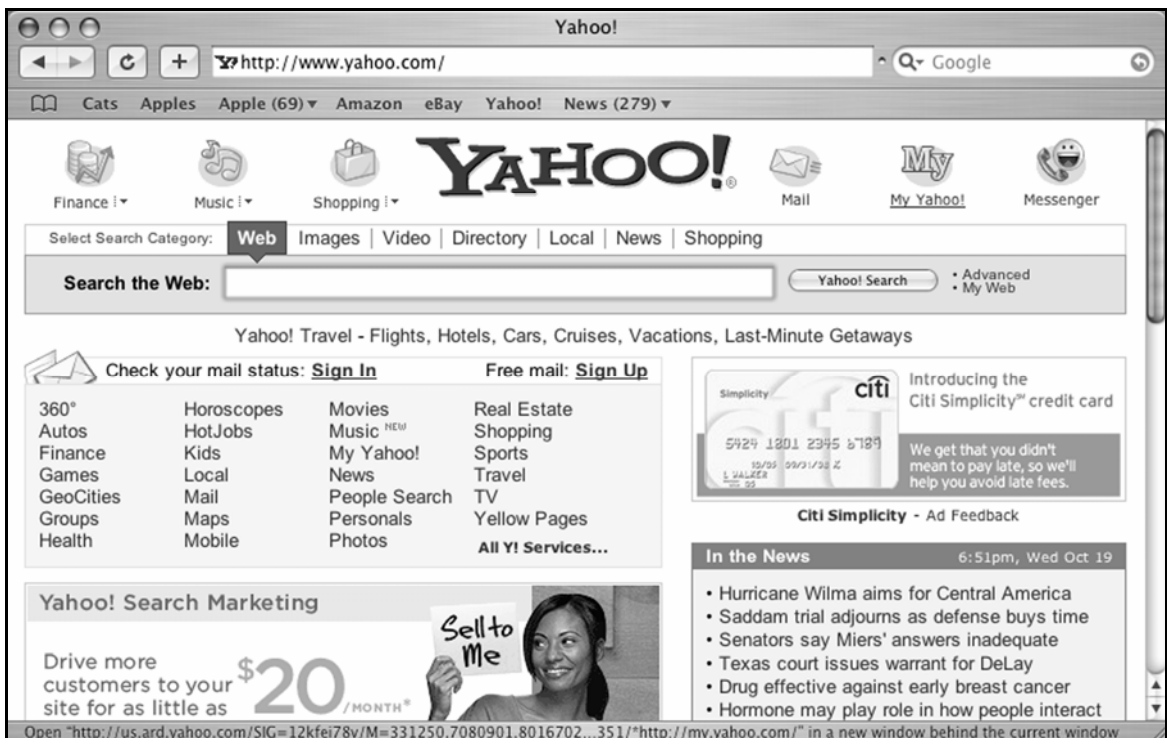 Yahoo!
http://www.yahoo.com/
Google
Cats Apples Apple (69) Amazon eBay Yahoo! News (279)
YAHOO!
Finance Music Shopping Mail My Yahoo! Messenger
My
Select Search Category: Web Images | Video | Directory | Local | News | Shopping
Search the Web: Yahoo! Search
• Advanced
• My Web
Yahoo! Travel - Flights, Hotels, Cars, Cruises, Vacations, Last-Minute Getaways
Check your mail status: Sign In Free mail: Sign Up
360° Horoscopes Movies Real Estate
Autos HotJobs Music NEW Shopping
Finance Kids My Yahoo! Sports
Games Local News Travel
GeoCities Mail People Search TV
Groups Maps Personals Yellow Pages
Health Mobile Photos All Y! Services...
Simplicity citi
5424 1801 2345 6789
L WALKER
Introducing the
Citi Simplicity℠ credit card
We get that you didn't
mean to pay late, so we'll
help you avoid late fees.
Citi Simplicity - Ad Feedback
In the News 6:51pm, Wed Oct 19
• Hurricane Wilma aims for Central America
• Saddam trial adjourns as defense buys time
• Senators say Miers' answers inadequate
• Texas court issues warrant for DeLay
• Drug effective against early breast cancer
• Hormone may play role in how people interact
Yahoo! Search Marketing
Drive more
customers to your
site for as little as
$20/MONTH*
Sell to
Me
Open "http://us.ard.yahoo.com/SIG=12kfei78v/M=331250.7080901.8016702...351/*http://my.yahoo.com/" in a new window behind the current window